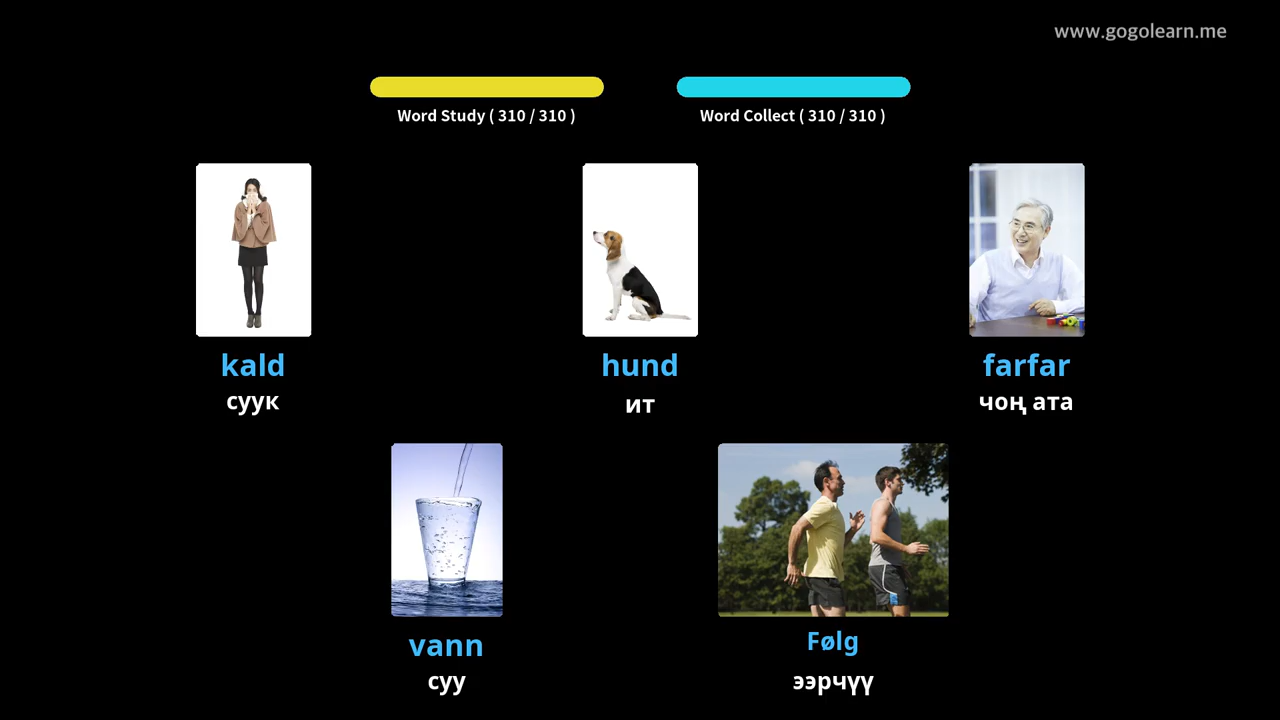 www.gogolearn.me
Word Study ( 310 / 310 )
Word Collect ( 310 / 310 )
kald
суук
hund
ит
farfar
чоң ата
vann
суу
Følg
ээрчүү